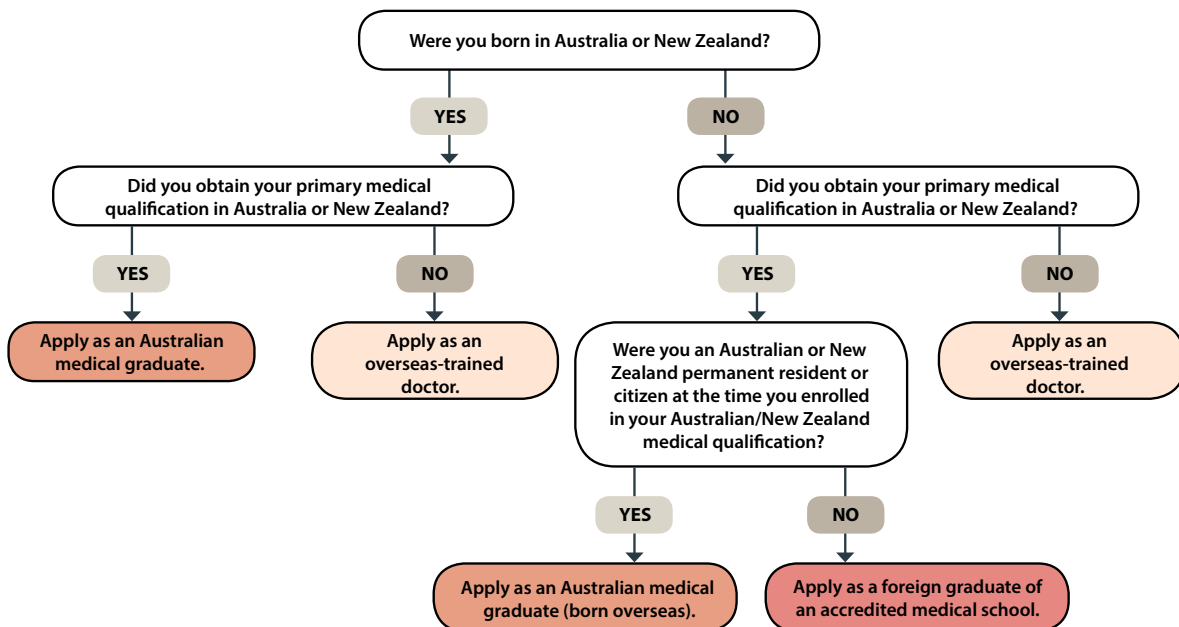 Were you born in Australia or New Zealand?
YES
NO
Did you obtain your primary medical
qualification in Australia or New Zealand?
Did you obtain your primary medical
qualification in Australia or New Zealand?
YES
NO
YES
NO
Apply as an Australian
medical graduate.
Apply as an
overseas-trained
doctor.
Were you an Australian or New
Zealand permanent resident or
citizen at the time you enrolled
in your Australian/New Zealand
medical qualification?
Apply as an
overseas-trained
doctor.
YES
NO
Apply as an Australian medical
graduate (born overseas).
Apply as a foreign graduate of
an accredited medical school.